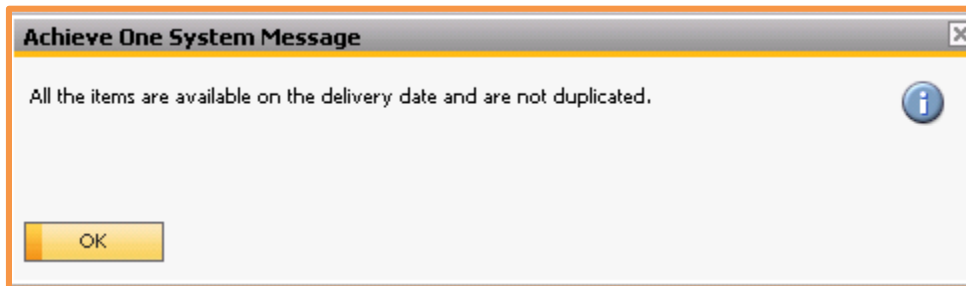 Achieve One System Message
All the items are available on the delivery date and are not duplicated.
OK